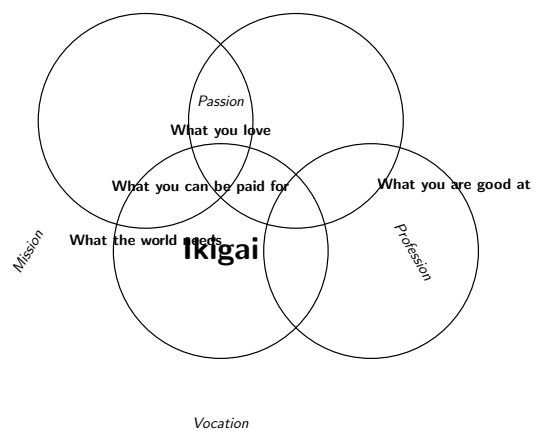 Passion
What you love
What you can be paid for
What you are good at
What the world needs
Ikigai
Mission
Profession
Vocation